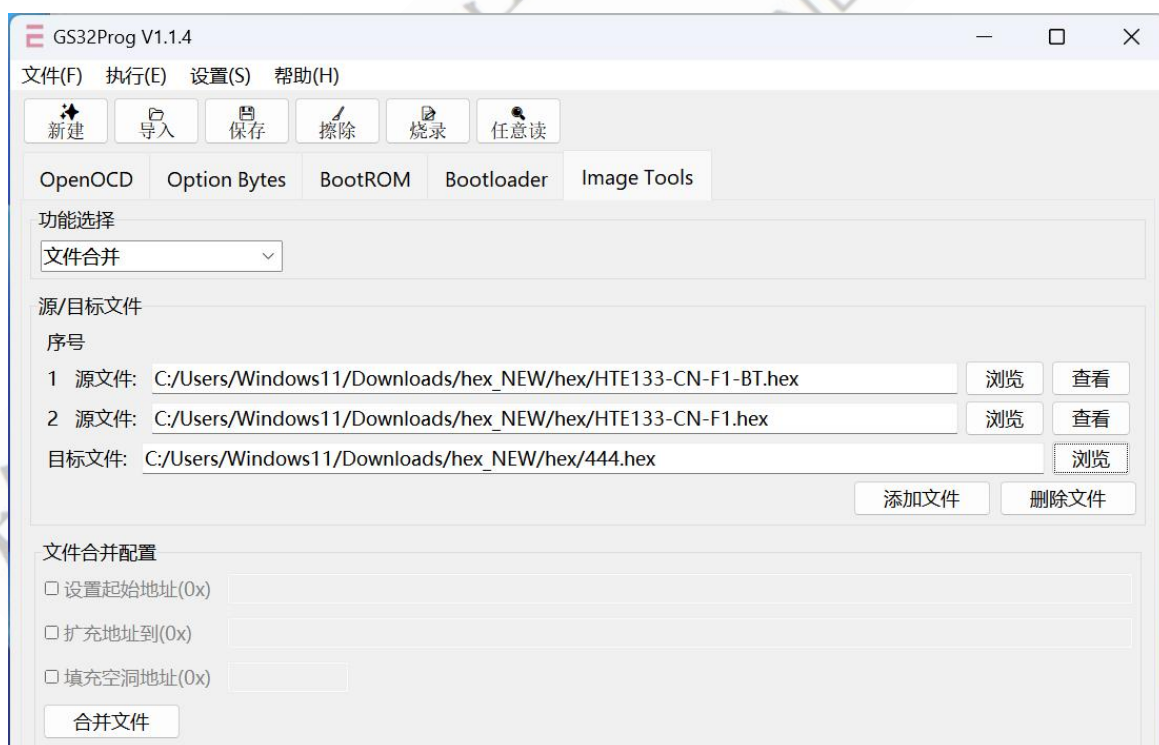 GS32Prog V1.1.4
文件(F) 执行(E) 设置(S) 帮助(H)
新建 导入 保存 擦除 烧录 任意读
OpenOCD Option Bytes BootROM Bootloader Image Tools
功能选择
文件合并
源/目标文件
序号
1 源文件: C:/Users/Windows11/Downloads/hex_NEW/hex/HTE133-CN-F1-BT.hex 浏览 查看
2 源文件: C:/Users/Windows11/Downloads/hex_NEW/hex/HTE133-CN-F1.hex 浏览 查看
目标文件: C:/Users/Windows11/Downloads/hex_NEW/hex/444.hex 浏览
添加文件 删除文件
文件合并配置
设置起始地址(0x)
扩充地址到(0x)
填充空洞地址(0x)
合并文件